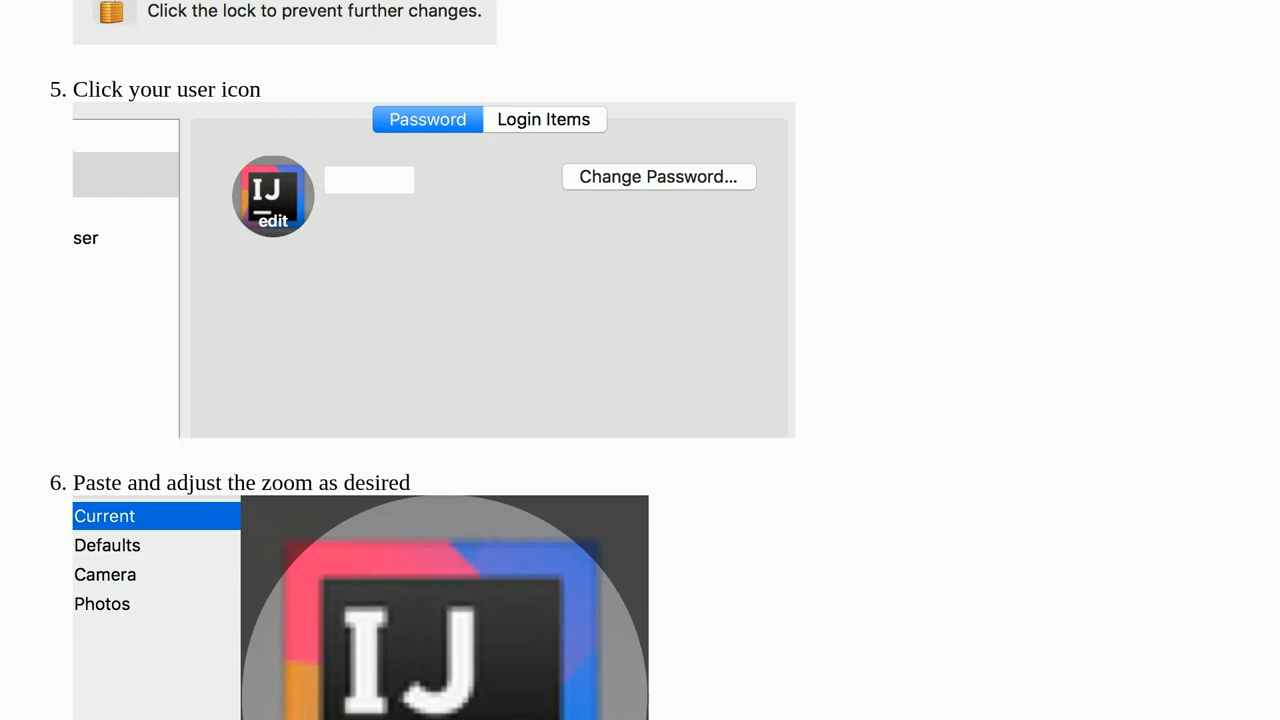 Click the lock to prevent further changes.
5. Click your user icon
Password Login Items
IJ
edit
Change Password...
ser
6. Paste and adjust the zoom as desired
Current
Defaults
Camera
Photos
IJ